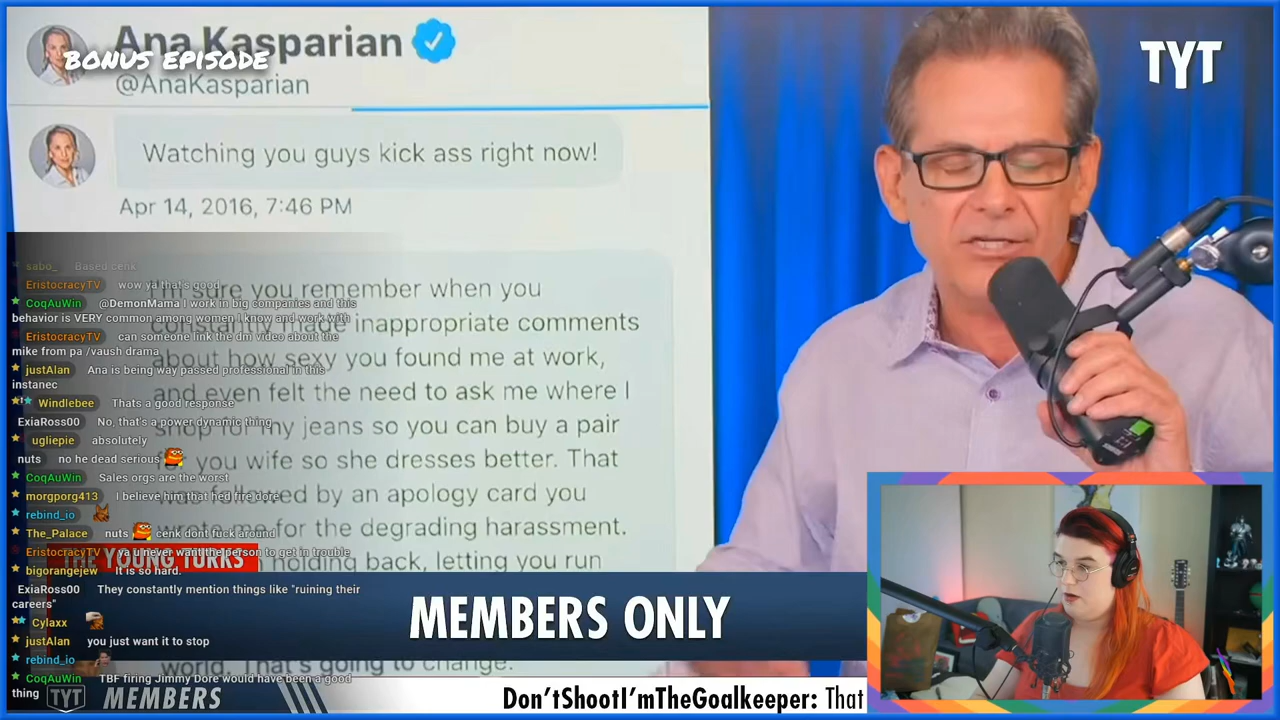 Ana Kasparian
BONUS EPISODE
@AnaKasparian
TYT
Watching you guys kick ass right now!
Apr 14, 2016, 7:46 PM
I'm sure you remember when you
constantly made inappropriate comments
about how sexy you found me at work,
and even felt the need to ask me where I
shop for my jeans so you can buy a pair
for you wife so she dresses better. That
was followed by an apology card you
wrote me for the degrading harassment.
holding back, letting you run
world. That's going to change.
sabo_ Based cenk
EristocracyTV wow ya that's good
CoqAuWin @DemonMama I work in big companies and this
behavior is VERY common among women I know and work with
EristocracyTV can someone link the dm video about the
mike from pa /vaush drama
justAlan Ana is being way passed professional in this
instanec
Windlebee Thats a good response
ExiaRoss00 No, that's a power dynamic thing
ugliepie absolutely
nuts no he dead serious
CoqAuWin Sales orgs are the worst
morgporg413 I believe him that hed fire dore
rebind_io
The_Palace nuts cenk dont fuck around
EristocracyTV ya u never want the person to get in trouble
bigorangejew It is so hard.
ExiaRoss00 They constantly mention things like "ruining their
careers"
Cylaxx
justAlan you just want it to stop
rebind_io
CoqAuWin TBF firing Jimmy Dore would have been a good
thing
THE YOUNG TURKS
MEMBERS ONLY
TYT MEMBERS
Don'tShootI'mTheGoalkeeper: That